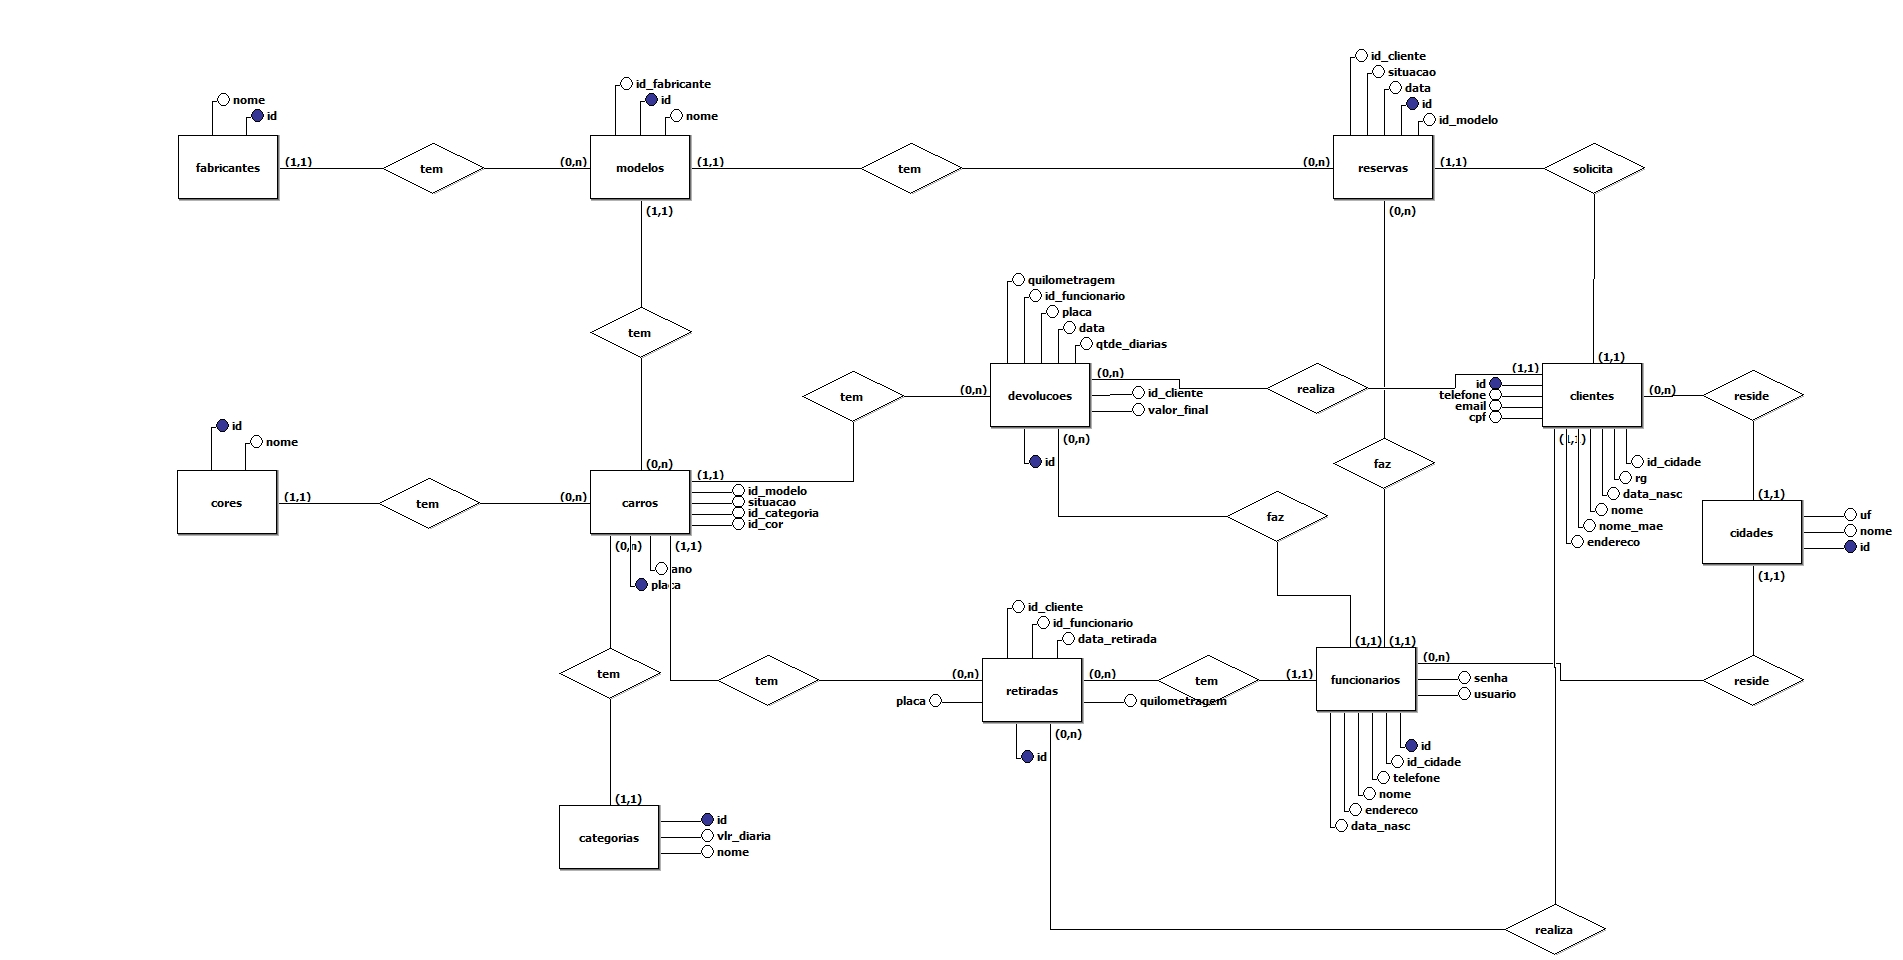 id_cliente
situacao
data
id
id_modelo
id_fabricante
id
nome
nome
id
fabricantes
(1,1)
tem
(0,n)
modelos
(1,1)
tem
(0,n)
reservas
(1,1)
solicita
(1,1)
(0,n)
quilometragem
id_funcionario
placa
data
qtde_diarias
tem
(1,1)
(0,n)
realiza
(1,1)
clientes
(0,n)
reside
id
telefone
email
cpf
tem
(0,n)
devolucoes
id_cliente
valor_final
(0,n)
id
(1,1)
id_cidade
rg
data_nasc
nome
nome_mae
endereco
faz
id
nome
cores
(1,1)
tem
(0,n)
(0,n)
carros
(1,1)
id_modelo
situacao
id_categoria
id_cor
(0,n)
(1,1)
ano
placa
faz
(1,1)
cidades
uf
nome
id
(1,1)
id_cliente
id_funcionario
data_retirada
tem
tem
(0,n)
placa
retiradas
(0,n)
quilometragem
tem
(1,1)
(1,1)
(1,1)
funcionarios
(0,n)
senha
usuario
reside
(0,n)
id
id
id_cidade
telefone
nome
endereco
data_nasc
(1,1)
categorias
id
vlr_diaria
nome
realiza